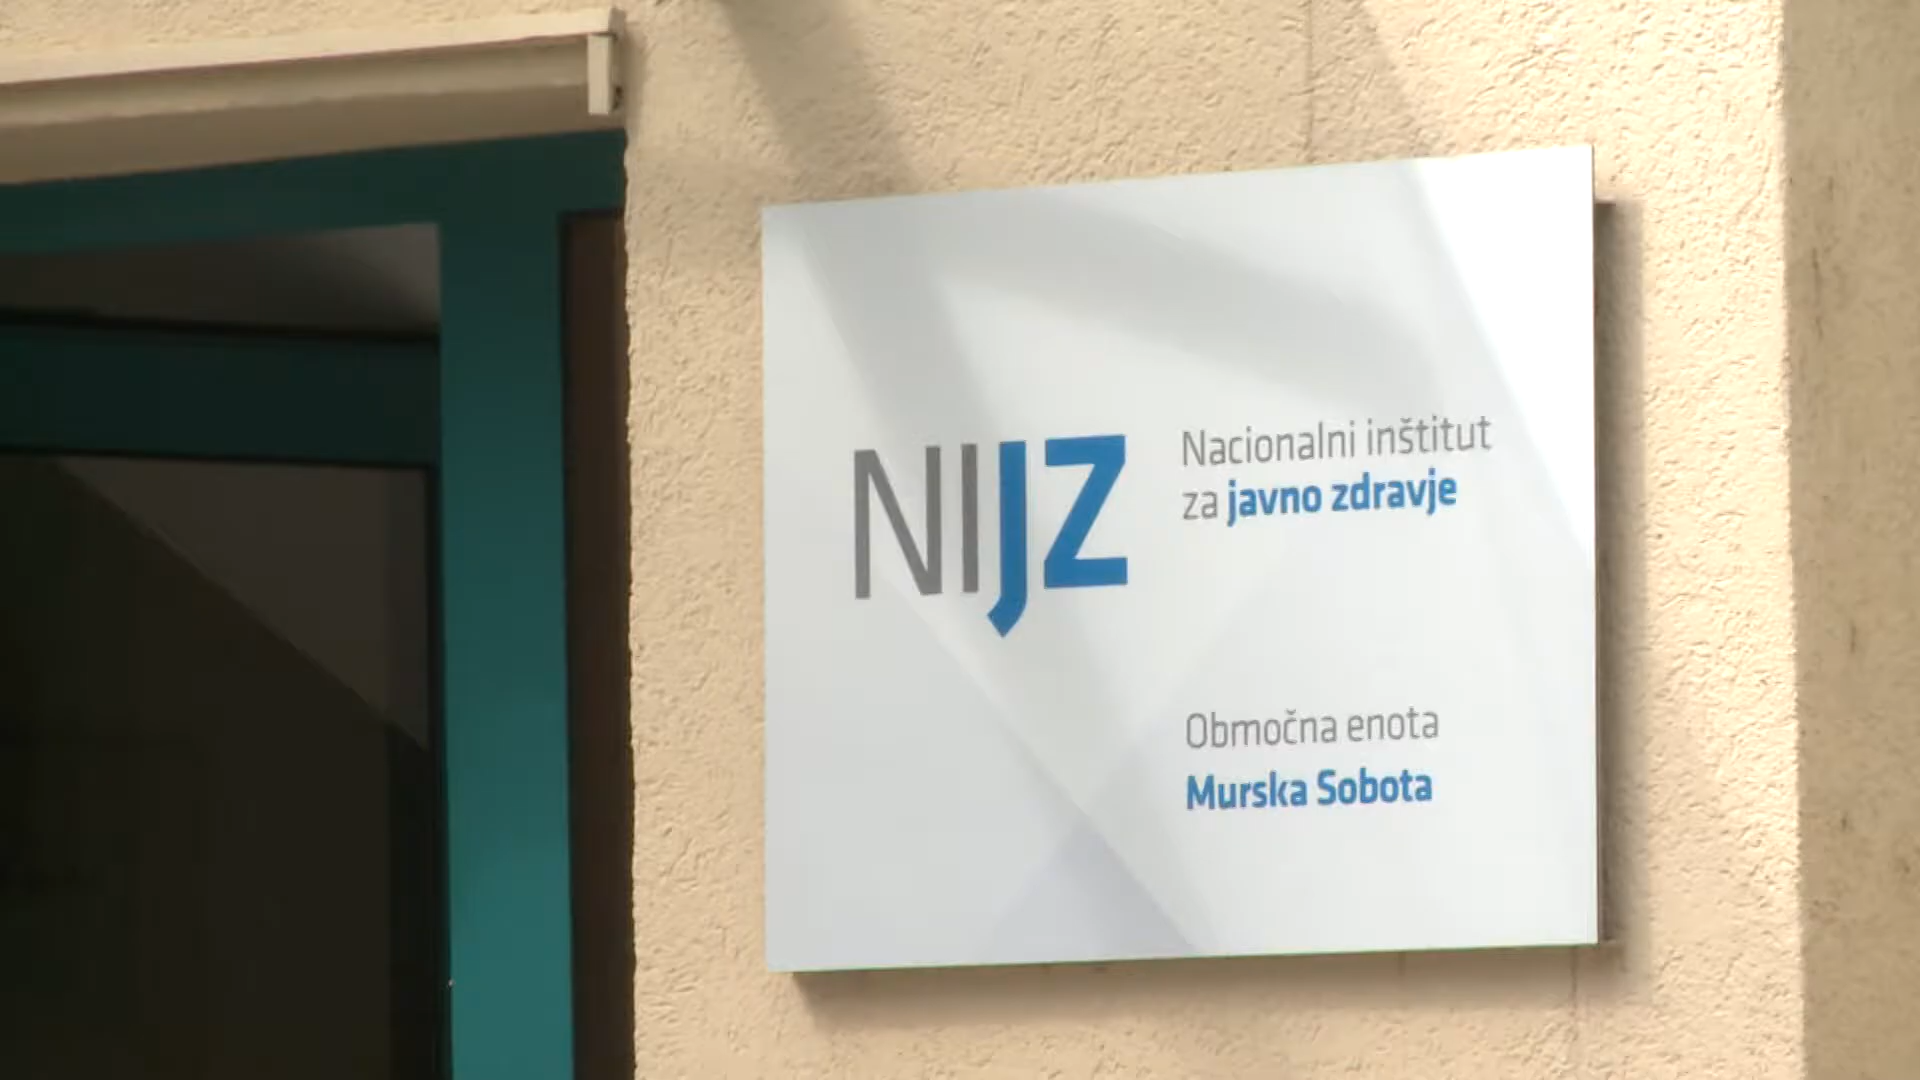 NIJZ
Nacionalni inštitut
za javno zdravje
Območna enota
Murska Sobota